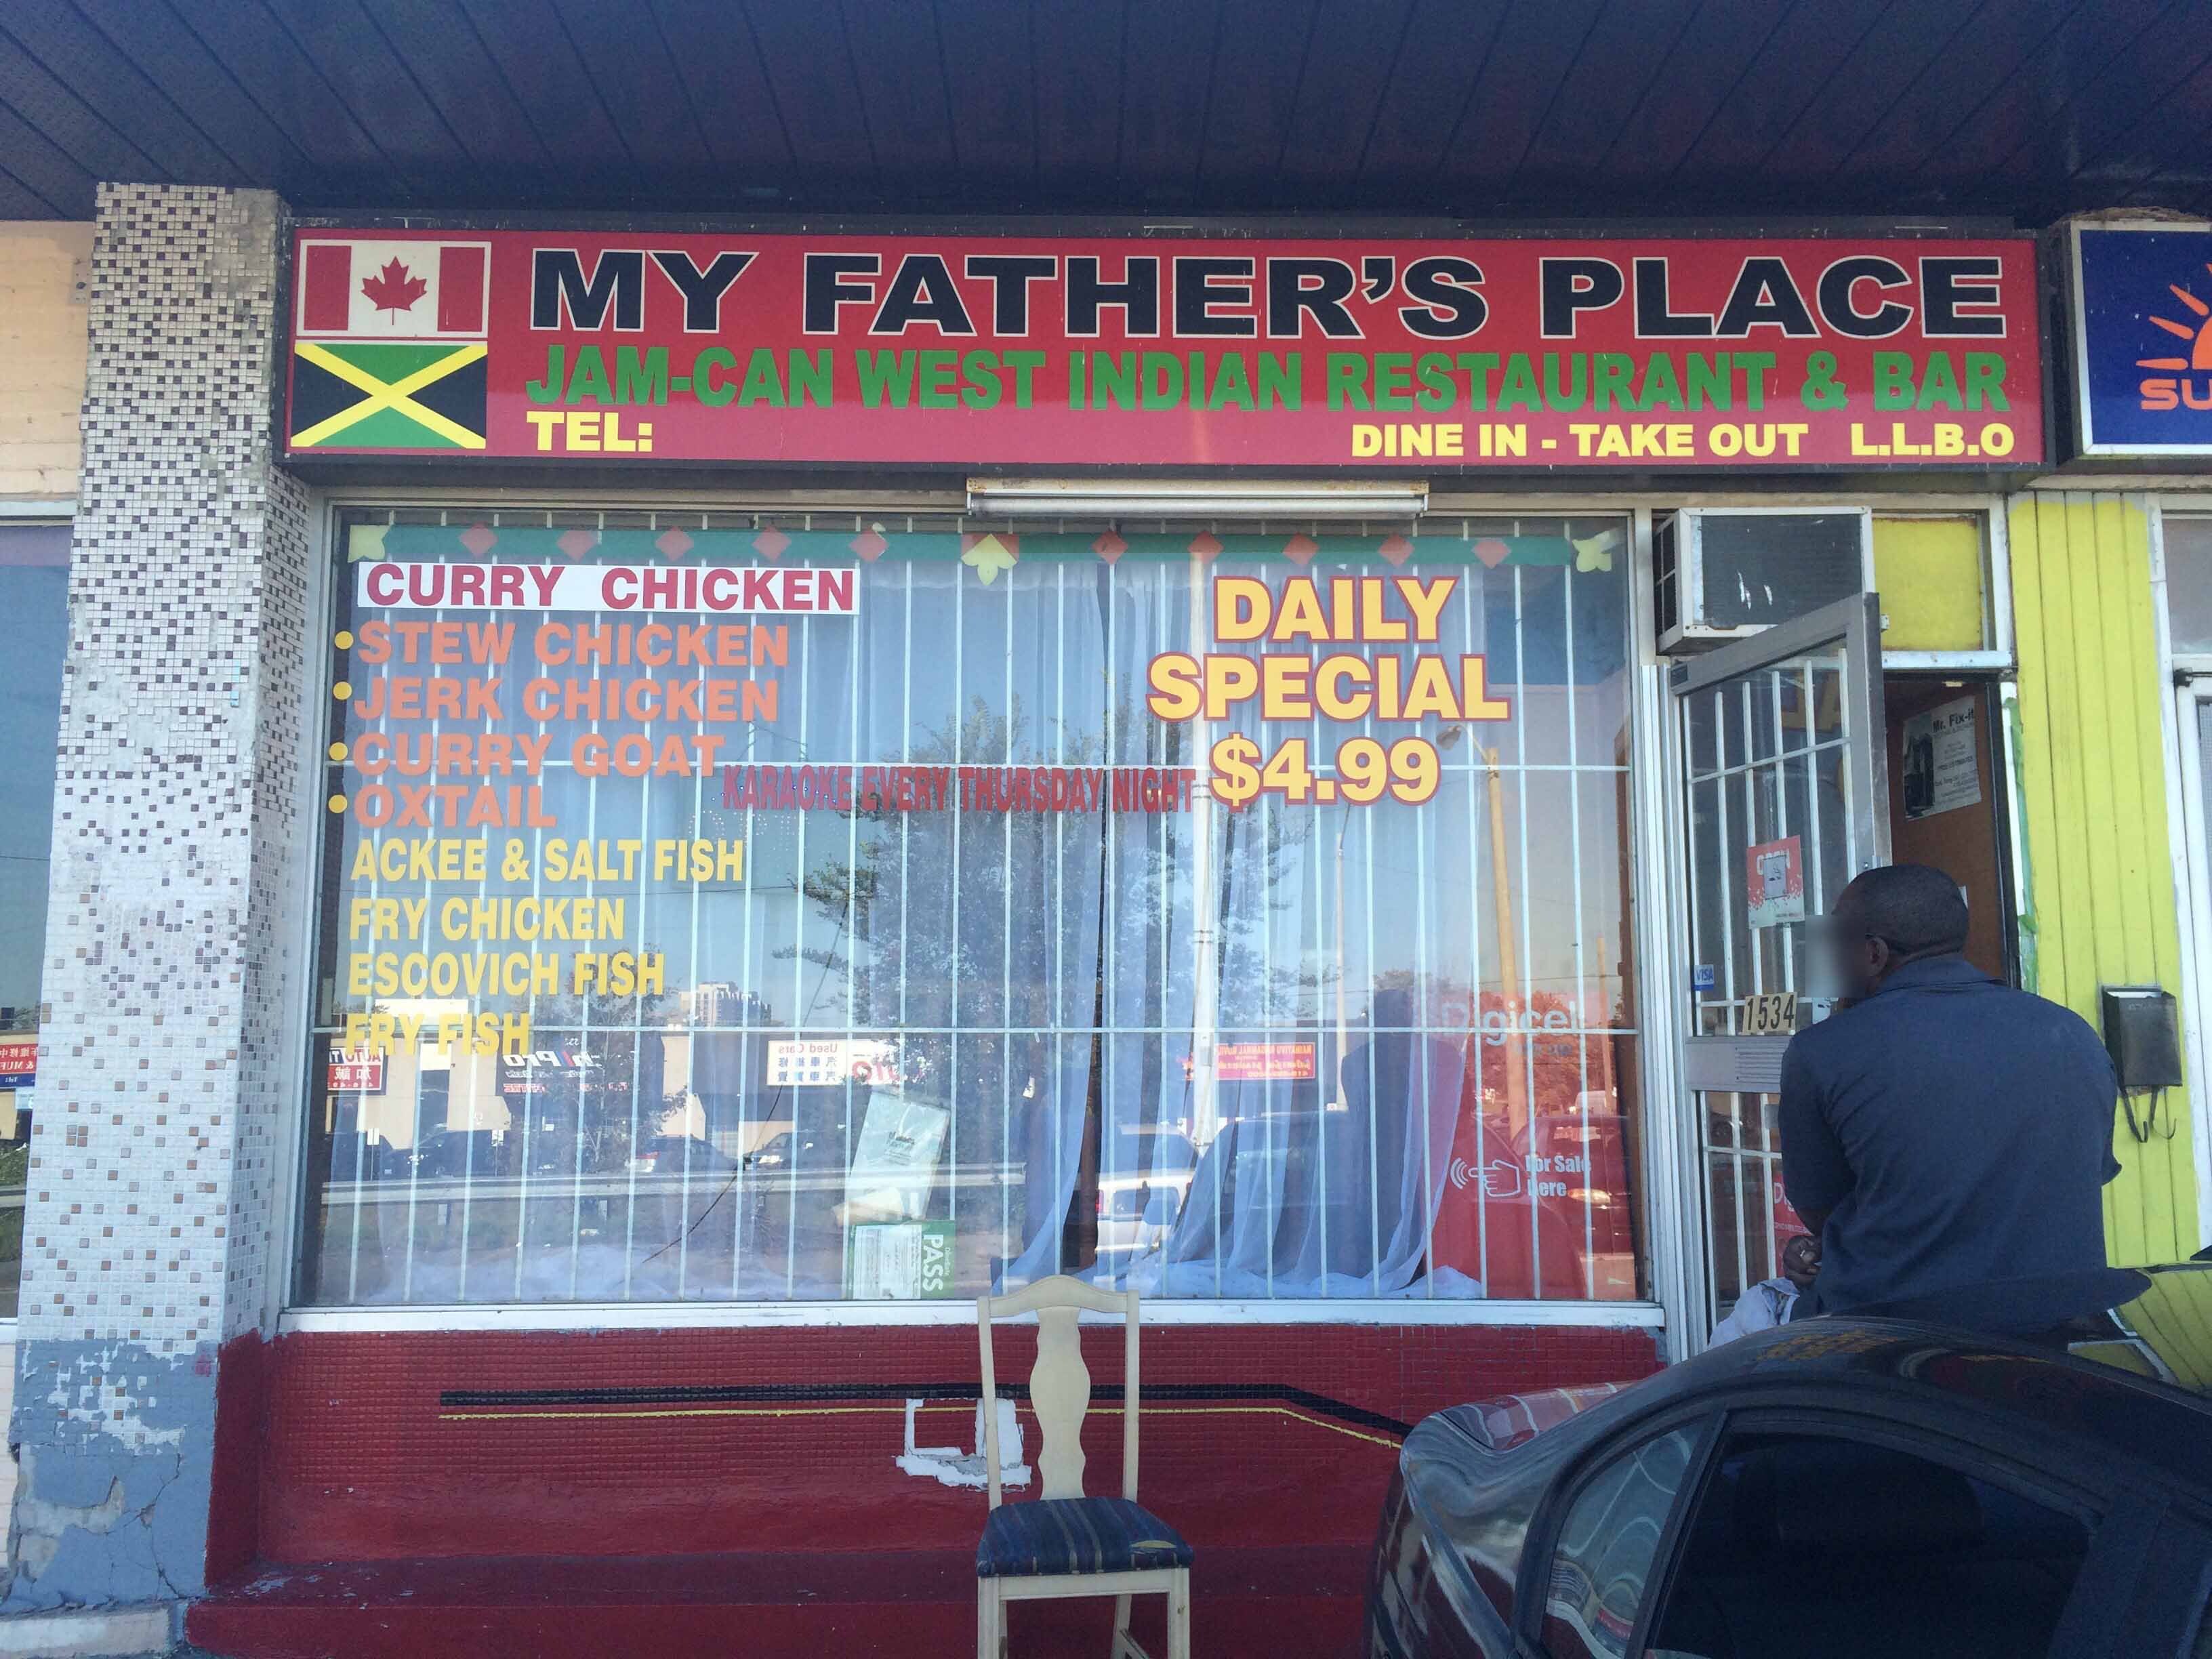 MY FATHER'S PLACE
JAM-CAN WEST INDIAN RESTAURANT & BAR
TEL:
DINE IN - TAKE OUT L.L.B.O
SU
CURRY CHICKEN
•STEW CHICKEN
•JERK CHICKEN
•CURRY GOAT
•OXTAIL
ACKEE & SALT FISH
FRY CHICKEN
ESCOVICH FISH
FRY FISH
KARAOKE EVERY THURSDAY NIGHT
DAILY
SPECIAL
$4.99
Mr. Fix-it
OPEN
VISA
1534
Digicel
For Sale
Here
PASS
Used Cars